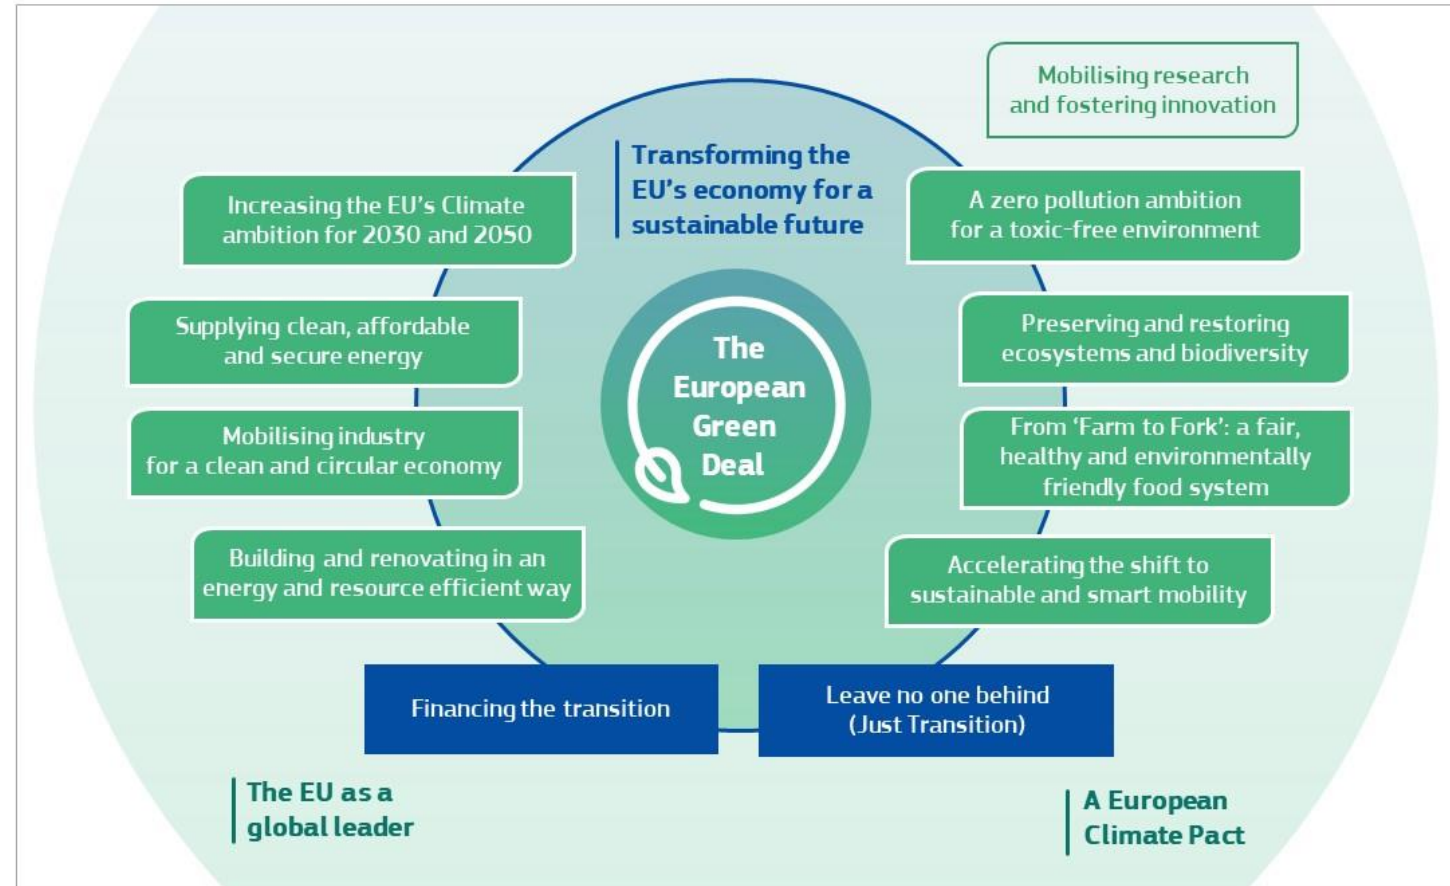 Mobilising research
and fostering innovation
Transforming the
EU's economy for a
sustainable future
Increasing the EU's Climate
ambition for 2030 and 2050
A zero pollution ambition
for a toxic-free environment
Supplying clean, affordable
and secure energy
Preserving and restoring
ecosystems and biodiversity
The
European
Green
Deal
Mobilising industry
for a clean and circular economy
From ‘Farm to Fork’: a fair,
healthy and environmentally
friendly food system
Building and renovating in an
energy and resource efficient way
Accelerating the shift to
sustainable and smart mobility
Financing the transition
Leave no one behind
(Just Transition)
The EU as a
global leader
A European
Climate Pact